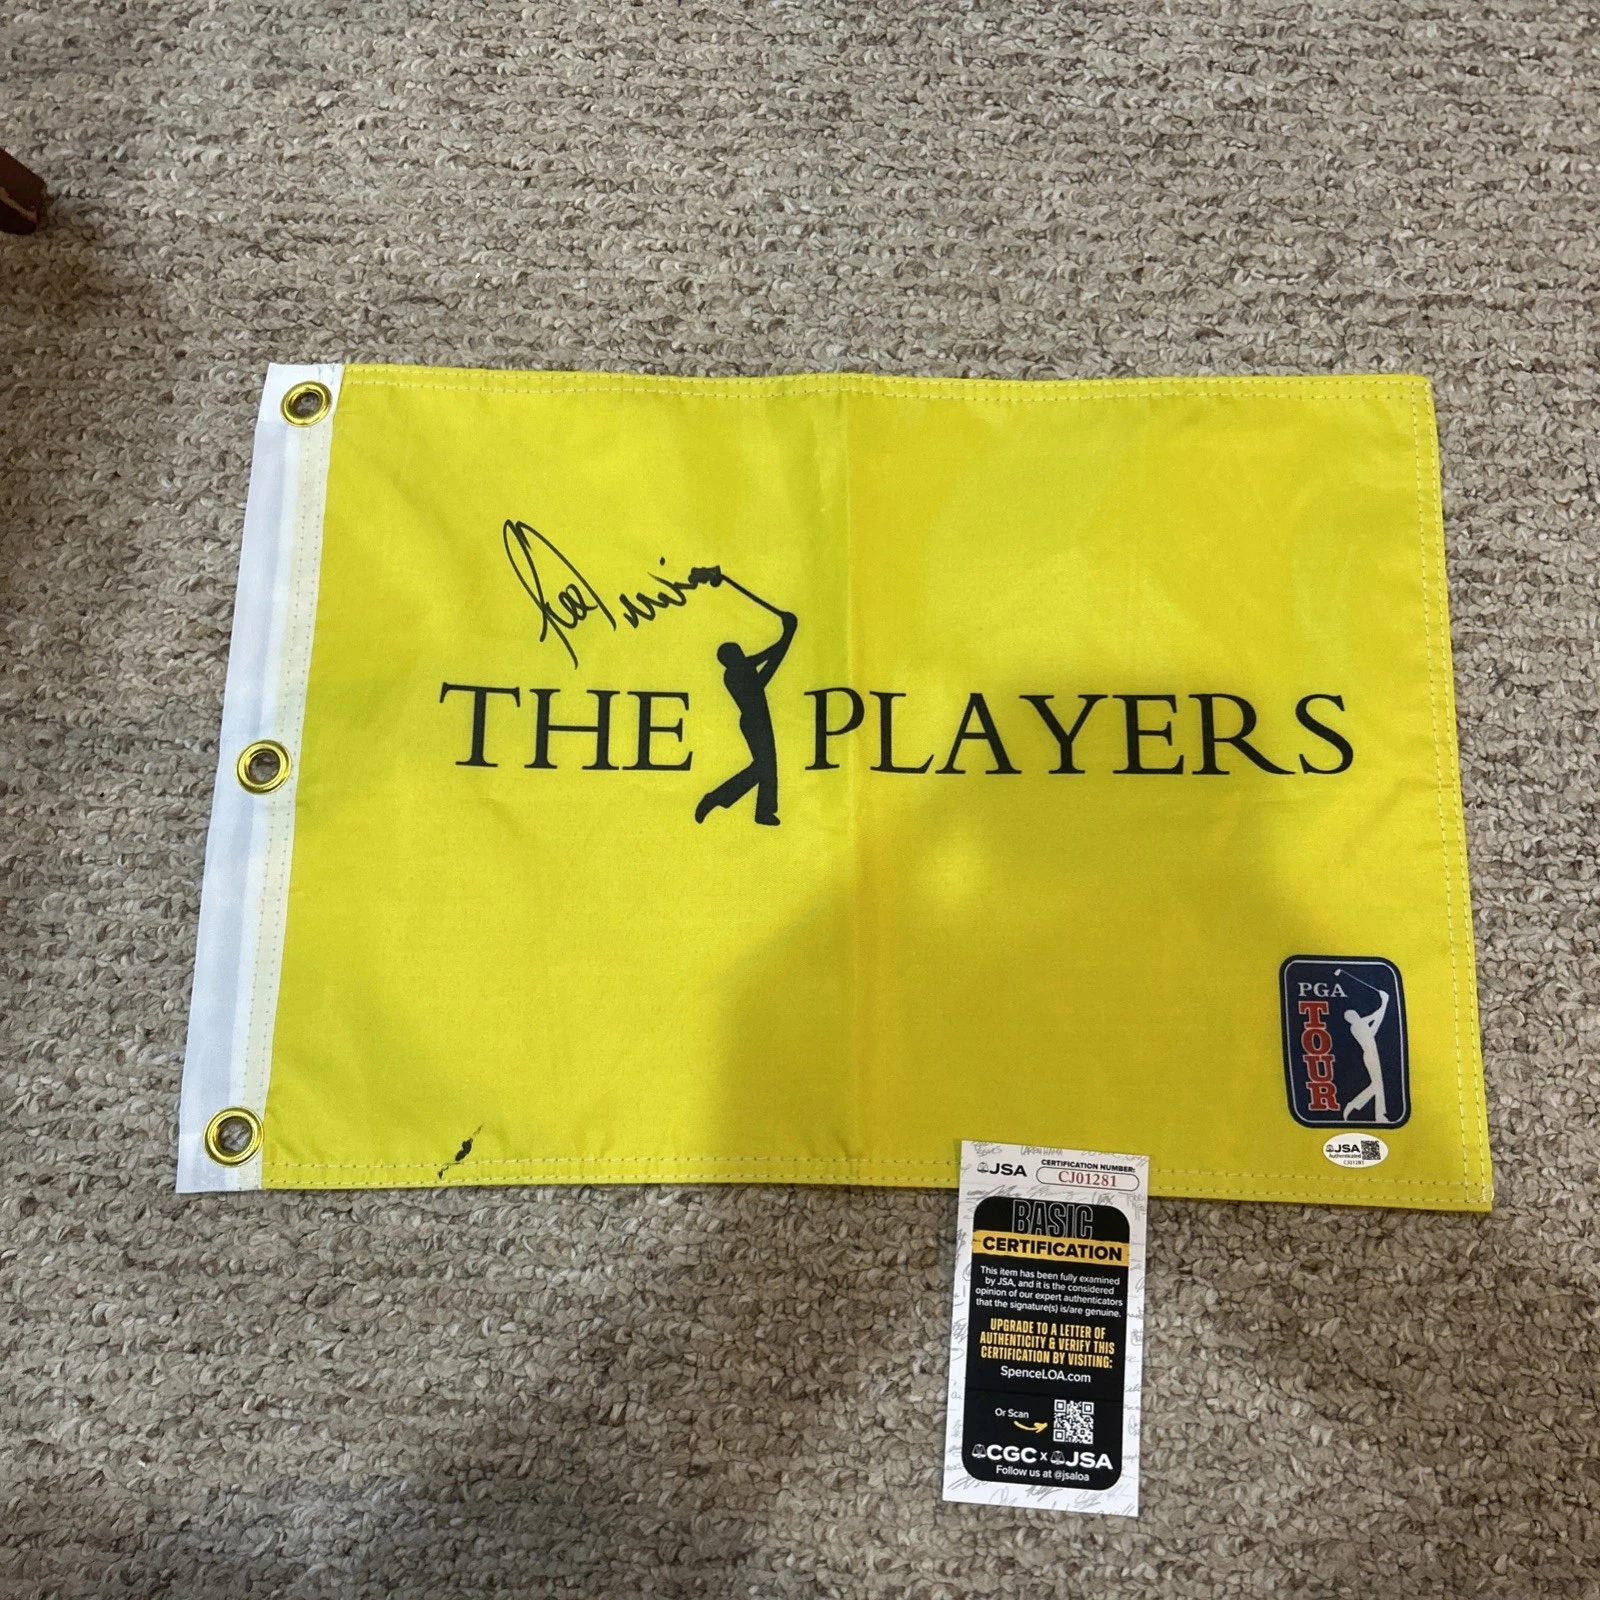 THE PLAYERS
PGA
TOUR
JSA
Authenticated
CJ01281
JSA
CERTIFICATION NUMBER:
CJ01281
BASIC
CERTIFICATION
This item has been fully examined
by JSA, and it is the considered
opinion of our expert authenticators
that the signature(s) is/are genuine.
UPGRADE TO A LETTER OF
AUTHENTICITY & VERIFY THIS
CERTIFICATION BY VISITING:
SpenceLOA.com
Or Scan
CGC x JSA
Follow us at @jsaloa